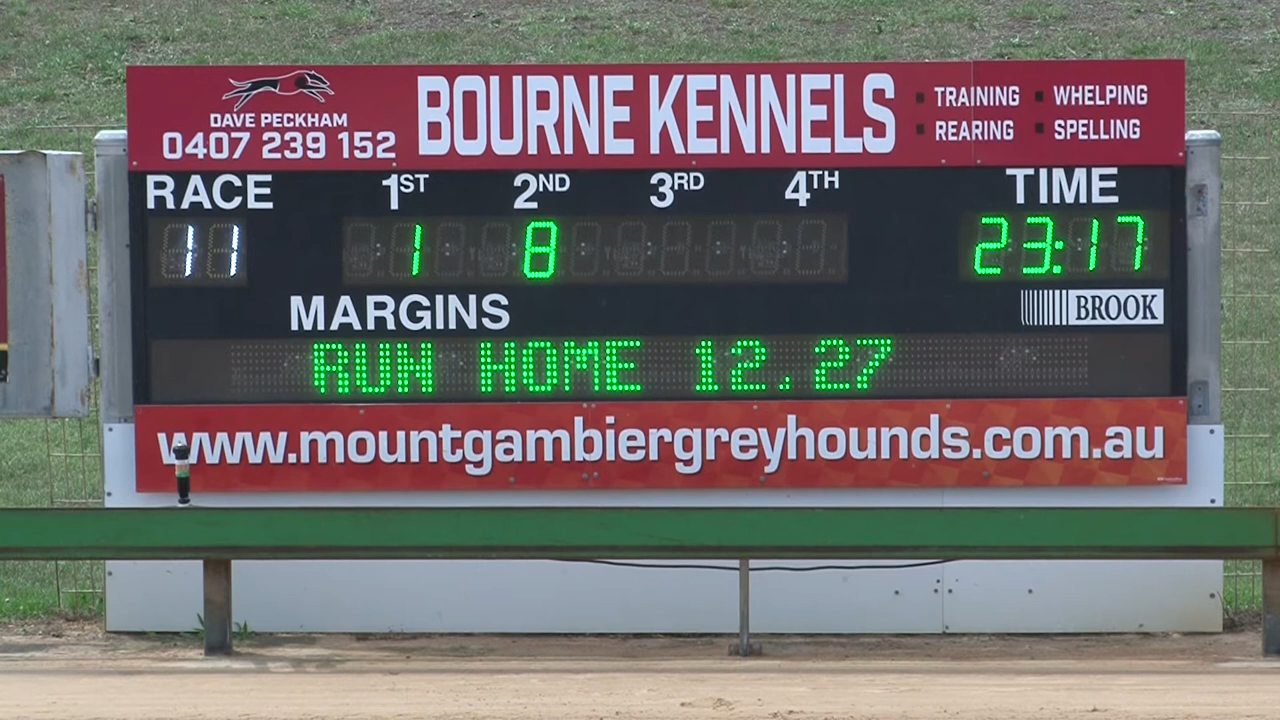 DAVE PECKHAM
0407 239 152
BOURNE KENNELS
TRAINING WHELPING
REARING SPELLING
RACE 1ST 2ND 3RD 4TH TIME
11 1 8 23:17
MARGINS
BROOK
RUN HOME 12.27
www.mountgambiergreyhounds.com.au